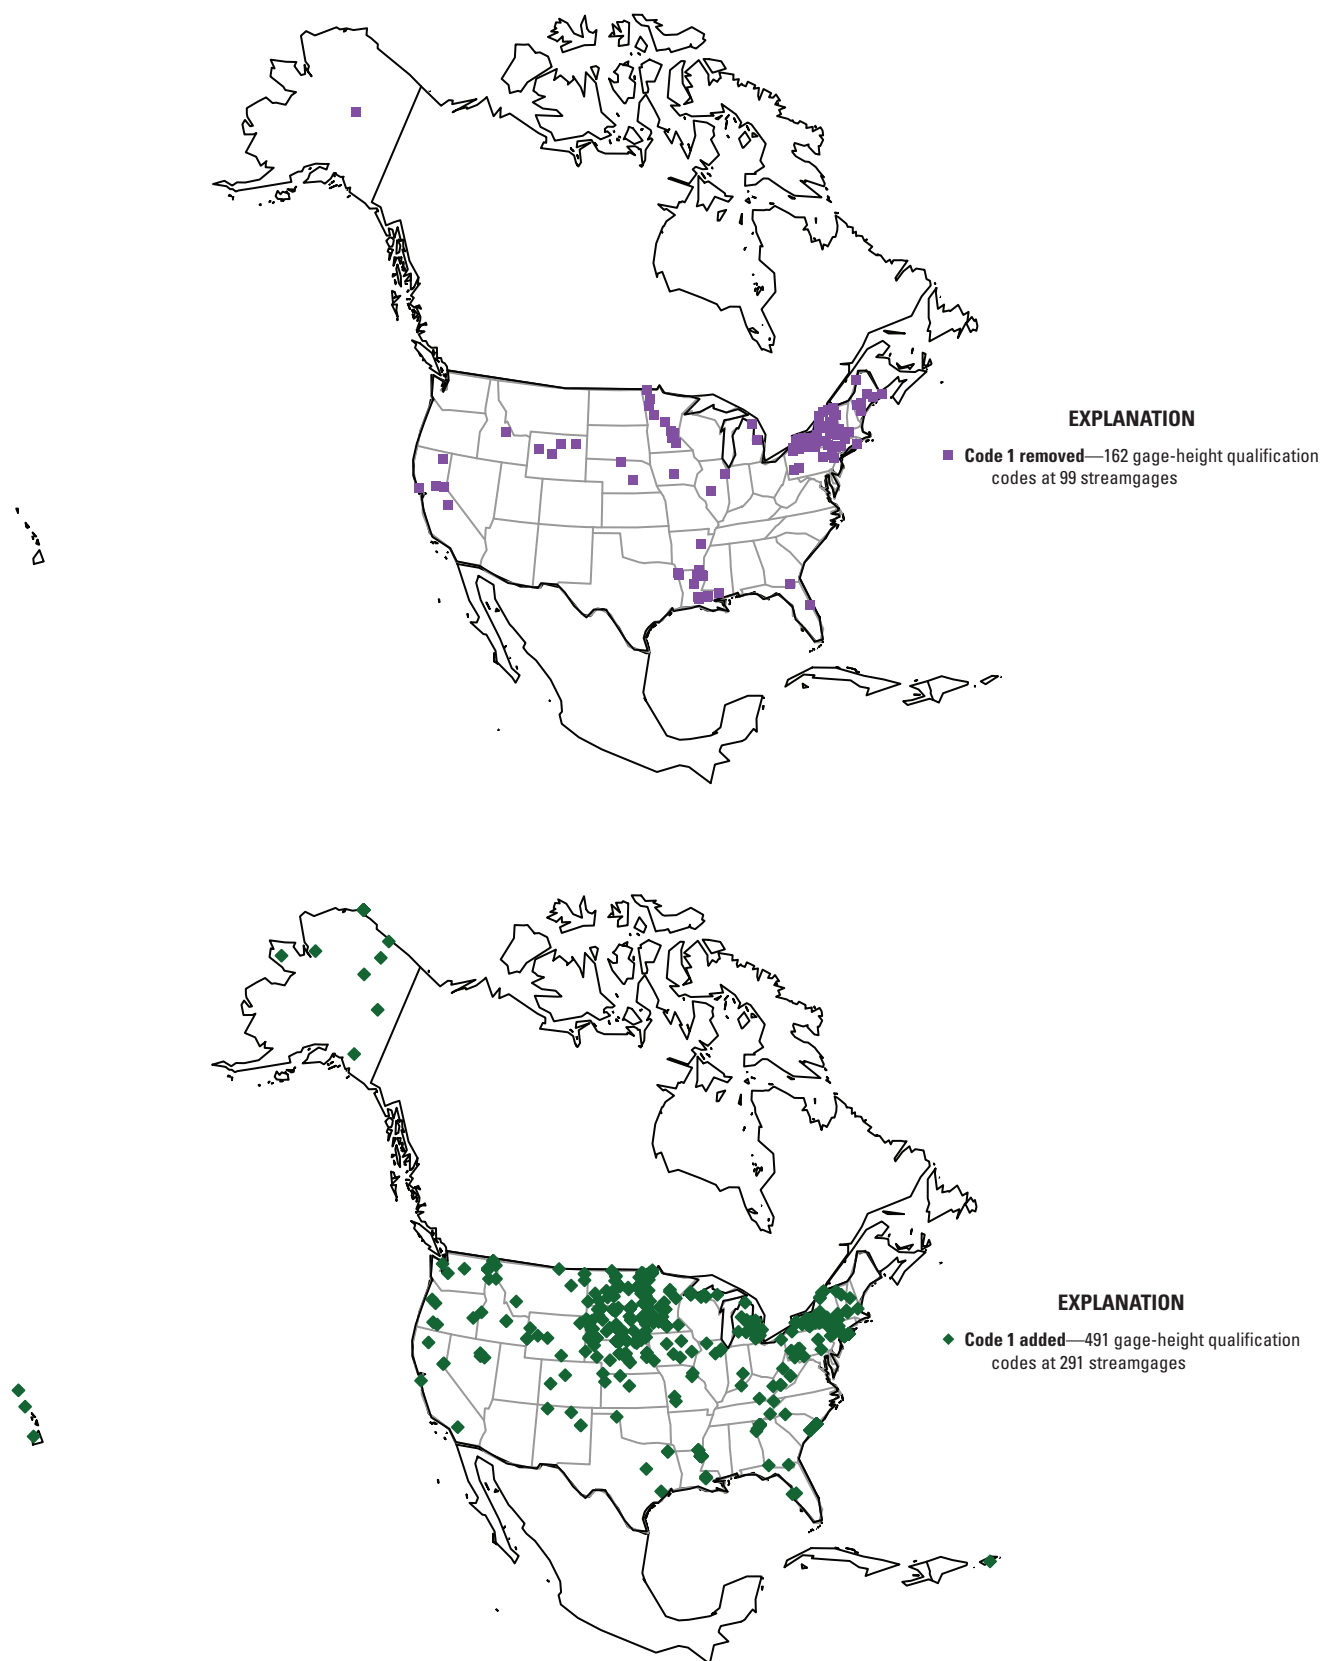 EXPLANATION
Code 1 removed—162 gage-height qualification
codes at 99 streamgages
EXPLANATION
Code 1 added—491 gage-height qualification
codes at 291 streamgages